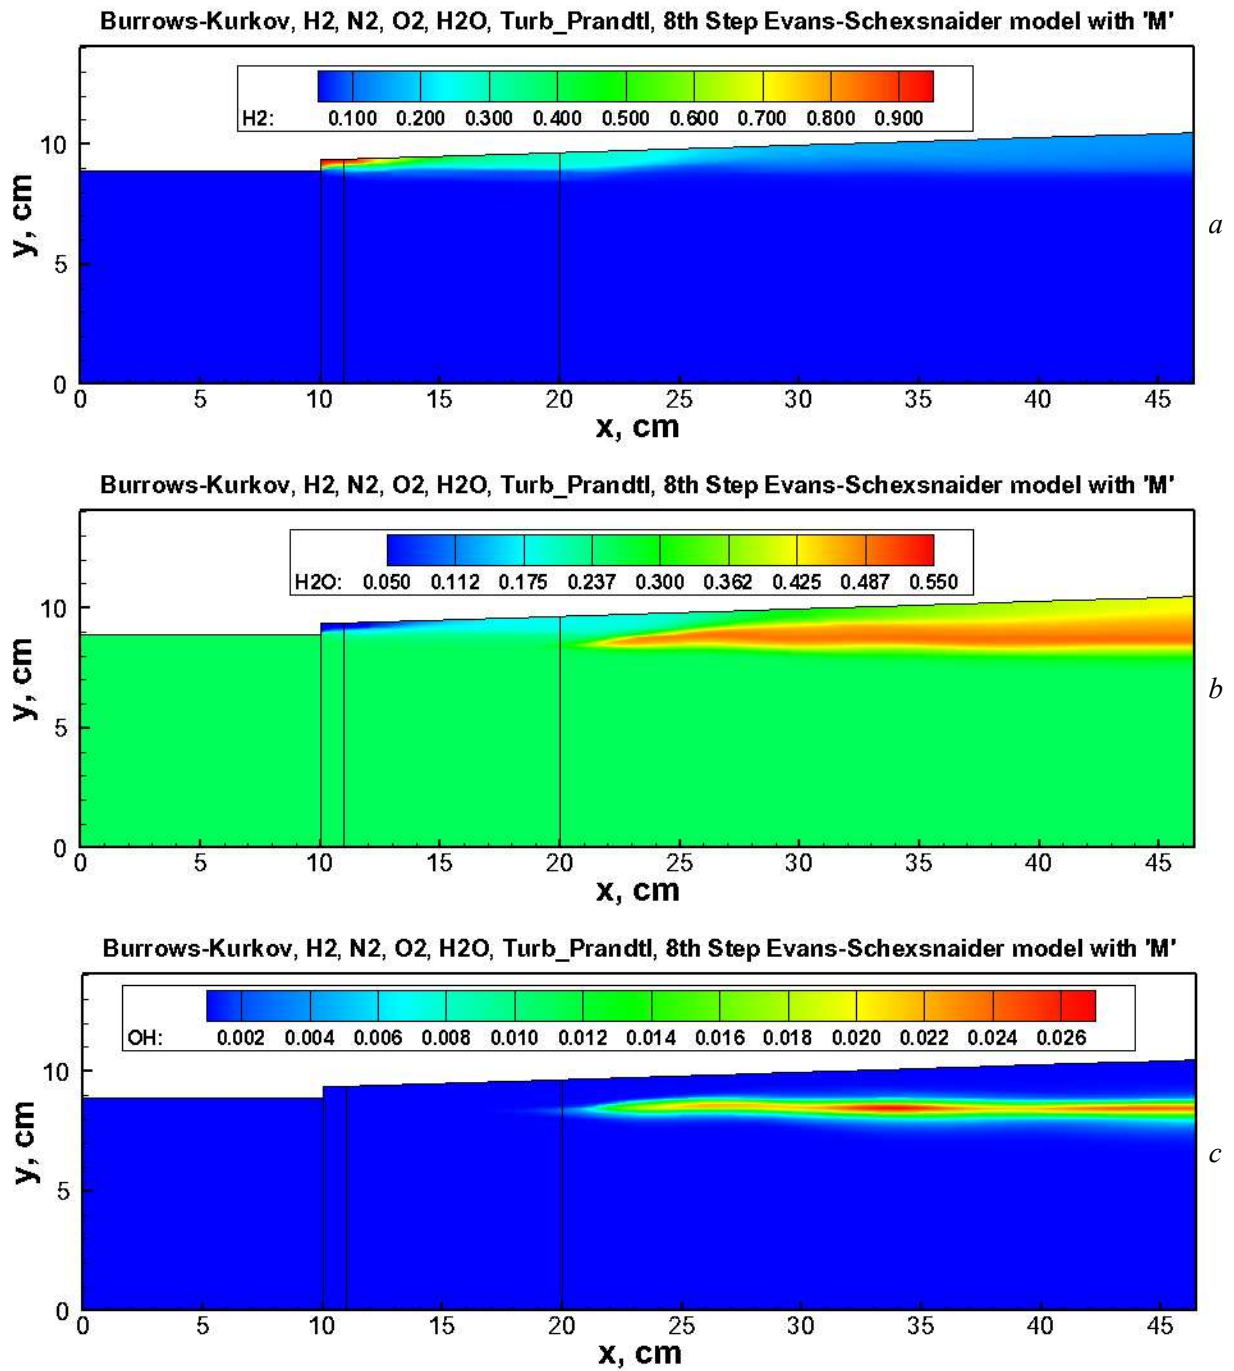 Burrows-Kurkov, H2, N2, O2, H2O, Turb_Prandtl, 8th Step Evans-Schexsnaider model with 'M'
H2: 0.100 0.200 0.300 0.400 0.500 0.600 0.700 0.800 0.900
10
5
0
y, cm
0 5 10 15 20 25 30 35 40 45
x, cm
a
Burrows-Kurkov, H2, N2, O2, H2O, Turb_Prandtl, 8th Step Evans-Schexsnaider model with 'M'
H2O: 0.050 0.112 0.175 0.237 0.300 0.362 0.425 0.487 0.550
10
5
0
y, cm
0 5 10 15 20 25 30 35 40 45
x, cm
b
Burrows-Kurkov, H2, N2, O2, H2O, Turb_Prandtl, 8th Step Evans-Schexsnaider model with 'M'
OH: 0.002 0.004 0.006 0.008 0.010 0.012 0.014 0.016 0.018 0.020 0.022 0.024 0.026
10
5
0
y, cm
0 5 10 15 20 25 30 35 40 45
x, cm
c